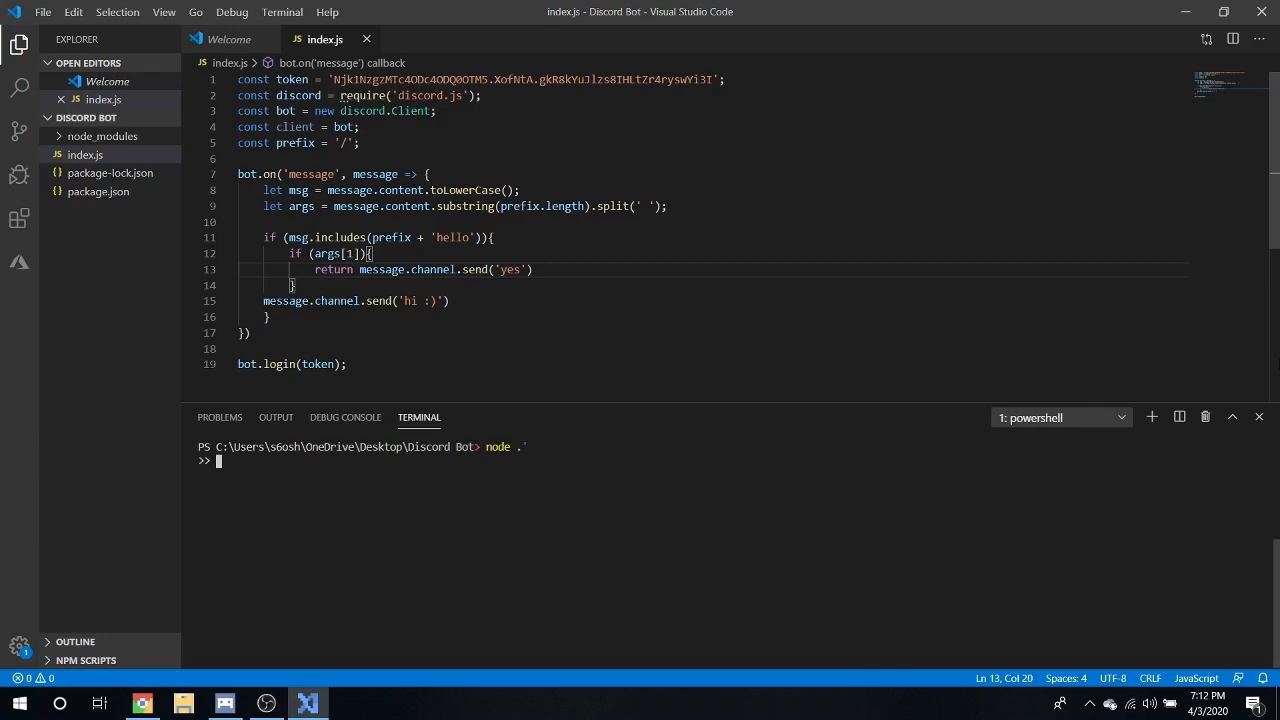 File Edit Selection View Go Debug Terminal Help
index.js - Discord Bot - Visual Studio Code
EXPLORER
OPEN EDITORS
Welcome
index.js
DISCORD BOT
node_modules
index.js
package-lock.json
package.json
OUTLINE
NPM SCRIPTS
Welcome
index.js
index.js > bot.on('message') callback
1 const token = 'Njk1NzgzMTc4ODc4ODQ0OTM5.XofNtA.gkR8kYuJlzs8IHLtZr4ryswYi3I';
2 const discord = require('discord.js');
3 const bot = new discord.Client;
4 const client = bot;
5 const prefix = '/';
6
7 bot.on('message', message => {
8 let msg = message.content.toLowerCase();
9 let args = message.content.substring(prefix.length).split(' ');
10
11 if (msg.includes(prefix + 'hello')){
12 if (args[1]){
13 return message.channel.send('yes')
14 }
15 message.channel.send('hi :)')
16 }
17 })
18
19 bot.login(token);
PROBLEMS OUTPUT DEBUG CONSOLE TERMINAL
1: powershell
PS C:\Users\s6osh\OneDrive\Desktop\Discord Bot> node .'
>>
1
0 0
Ln 13, Col 20 Spaces: 4 UTF-8 CRLF JavaScript
7:12 PM
4/3/2020
1